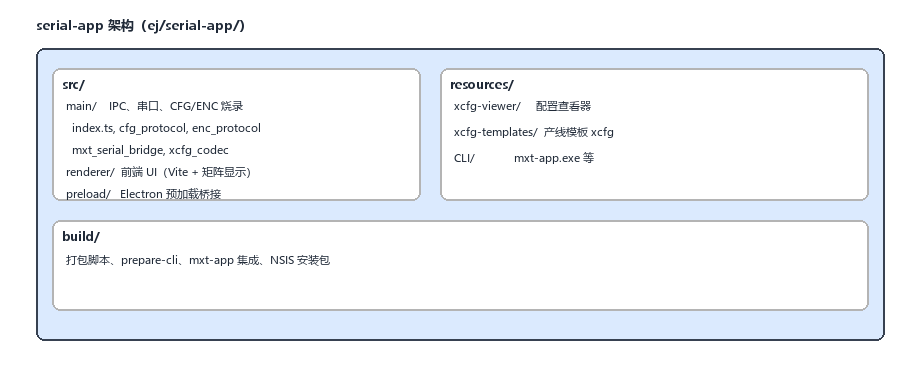 serial-app 架构（ej/serial-app/）
src/
main/ IPC、串口、CFG/ENC 烧录
index.ts, cfg_protocol, enc_protocol
mxt_serial_bridge, xcfg_codec
renderer/ 前端 UI（Vite + 矩阵显示）
preload/ Electron 预加载桥接
resources/
xcfg-viewer/ 配置查看器
xcfg-templates/ 产线模板 xcfg
CLI/ mxt-app.exe 等
build/
打包脚本、prepare-cli、mxt-app 集成、NSIS 安装包